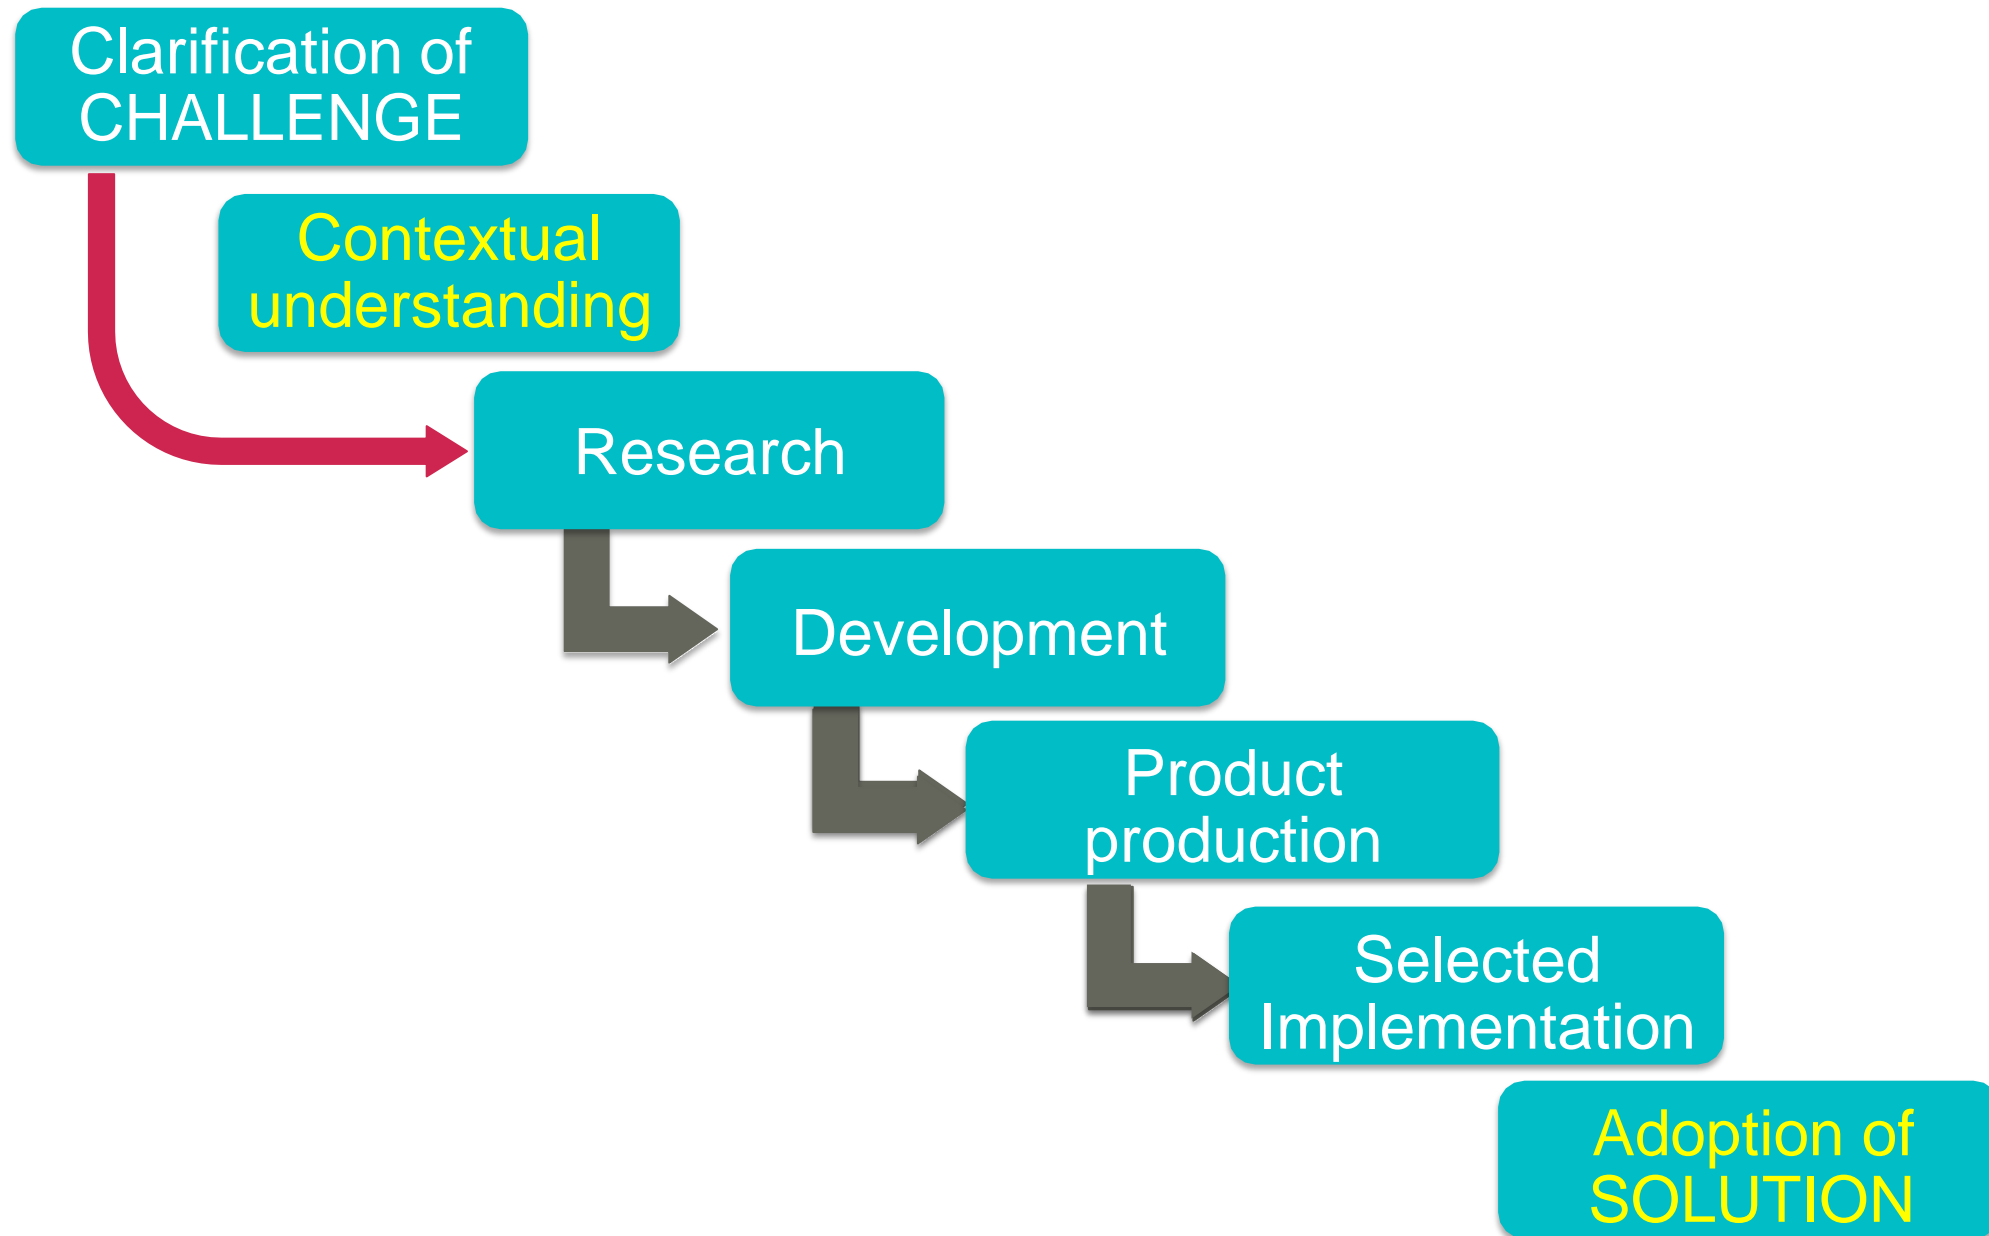 Clarification of
CHALLENGE
Contextual
understanding
Research
Development
Product
production
Selected
Implementation
Adoption of
SOLUTION